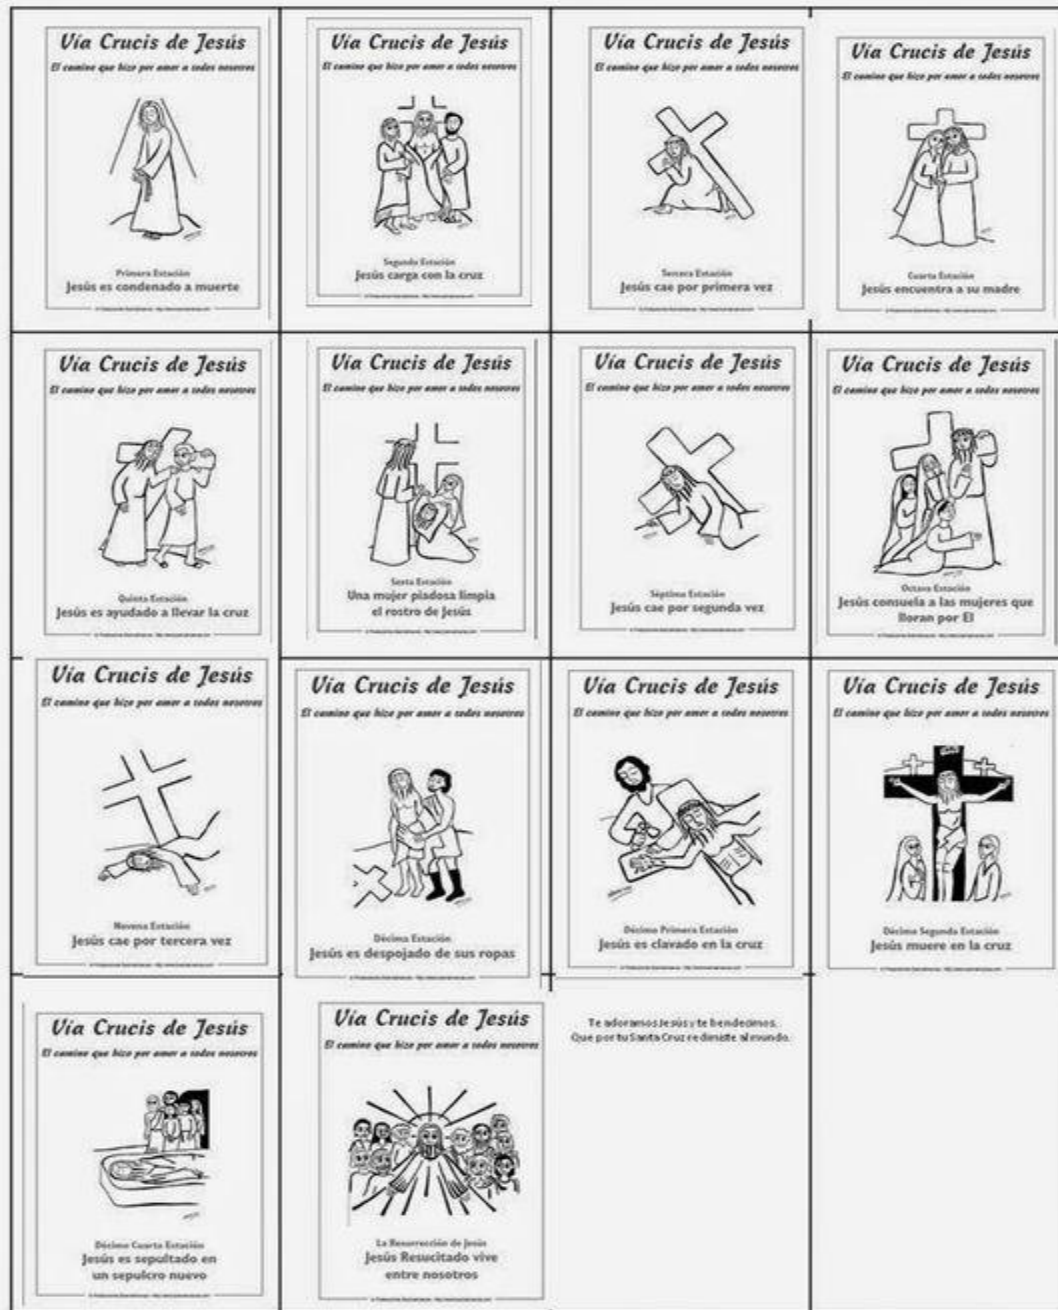 Vía Crucis de Jesús
El camino que hizo por amor a todos nosotros
Primera Estación
Jesús es condenado a muerte
Vía Crucis de Jesús
El camino que hizo por amor a todos nosotros
Segunda Estación
Jesús carga con la cruz
Vía Crucis de Jesús
El camino que hizo por amor a todos nosotros
Tercera Estación
Jesús cae por primera vez
Vía Crucis de Jesús
El camino que hizo por amor a todos nosotros
Cuarta Estación
Jesús encuentra a su madre
Vía Crucis de Jesús
El camino que hizo por amor a todos nosotros
Quinta Estación
Jesús es ayudado a llevar la cruz
Vía Crucis de Jesús
El camino que hizo por amor a todos nosotros
Sexta Estación
Una mujer piadosa limpia
el rostro de Jesús
Vía Crucis de Jesús
El camino que hizo por amor a todos nosotros
Séptima Estación
Jesús cae por segunda vez
Vía Crucis de Jesús
El camino que hizo por amor a todos nosotros
Octava Estación
Jesús consuela a las mujeres que
lloran por El
Vía Crucis de Jesús
El camino que hizo por amor a todos nosotros
Novena Estación
Jesús cae por tercera vez
Vía Crucis de Jesús
El camino que hizo por amor a todos nosotros
Décima Estación
Jesús es despojado de sus ropas
Vía Crucis de Jesús
El camino que hizo por amor a todos nosotros
Décimo Primera Estación
Jesús es clavado en la cruz
Vía Crucis de Jesús
El camino que hizo por amor a todos nosotros
Décimo Segunda Estación
Jesús muere en la cruz
Vía Crucis de Jesús
El camino que hizo por amor a todos nosotros
Décimo Cuarta Estación
Jesús es sepultado en
un sepulcro nuevo
Vía Crucis de Jesús
El camino que hizo por amor a todos nosotros
La Resurrección de Jesús
Jesús Resucitado vive
entre nosotros
Te adoramos Jesús y te bendecimos.
Que por tu Santa Cruz redimiste al mundo.